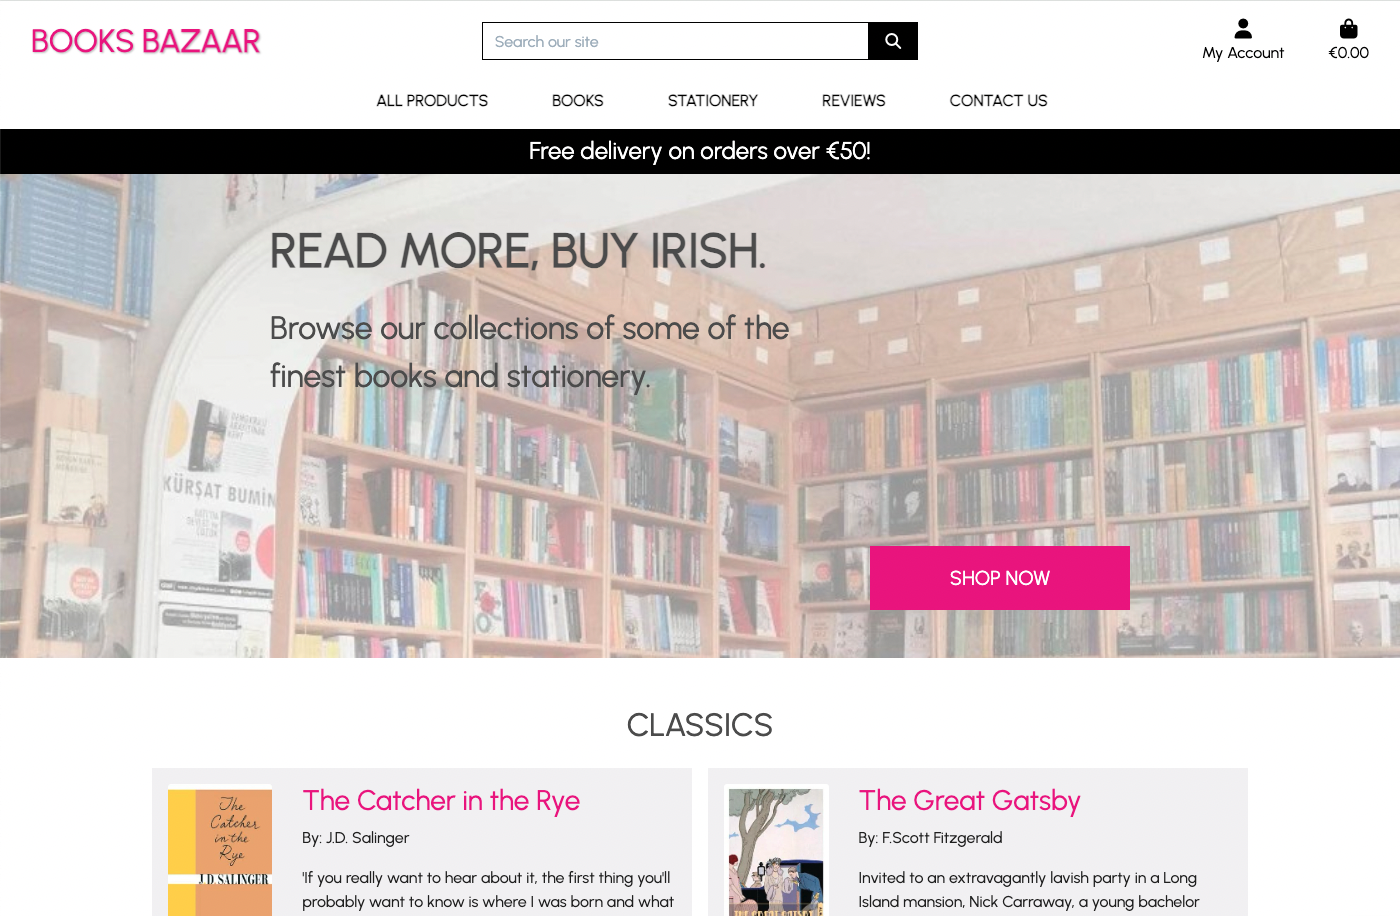 BOOKS BAZAAR
Search our site
My Account
€0.00
ALL PRODUCTS
BOOKS
STATIONERY
REVIEWS
CONTACT US
Free delivery on orders over €50!
READ MORE, BUY IRISH.
Browse our collections of some of the
finest books and stationery.
KÜRŞAT BUMİN
SHOP NOW
CLASSICS
The
Catcher
in the
Rye
J.D. SALINGER
The Catcher in the Rye
By: J.D. Salinger
'If you really want to hear about it, the first thing you'll
probably want to know is where I was born and what
THE GREAT GATSBY
The Great Gatsby
By: F.Scott Fitzgerald
Invited to an extravagantly lavish party in a Long
Island mansion, Nick Carraway, a young bachelor